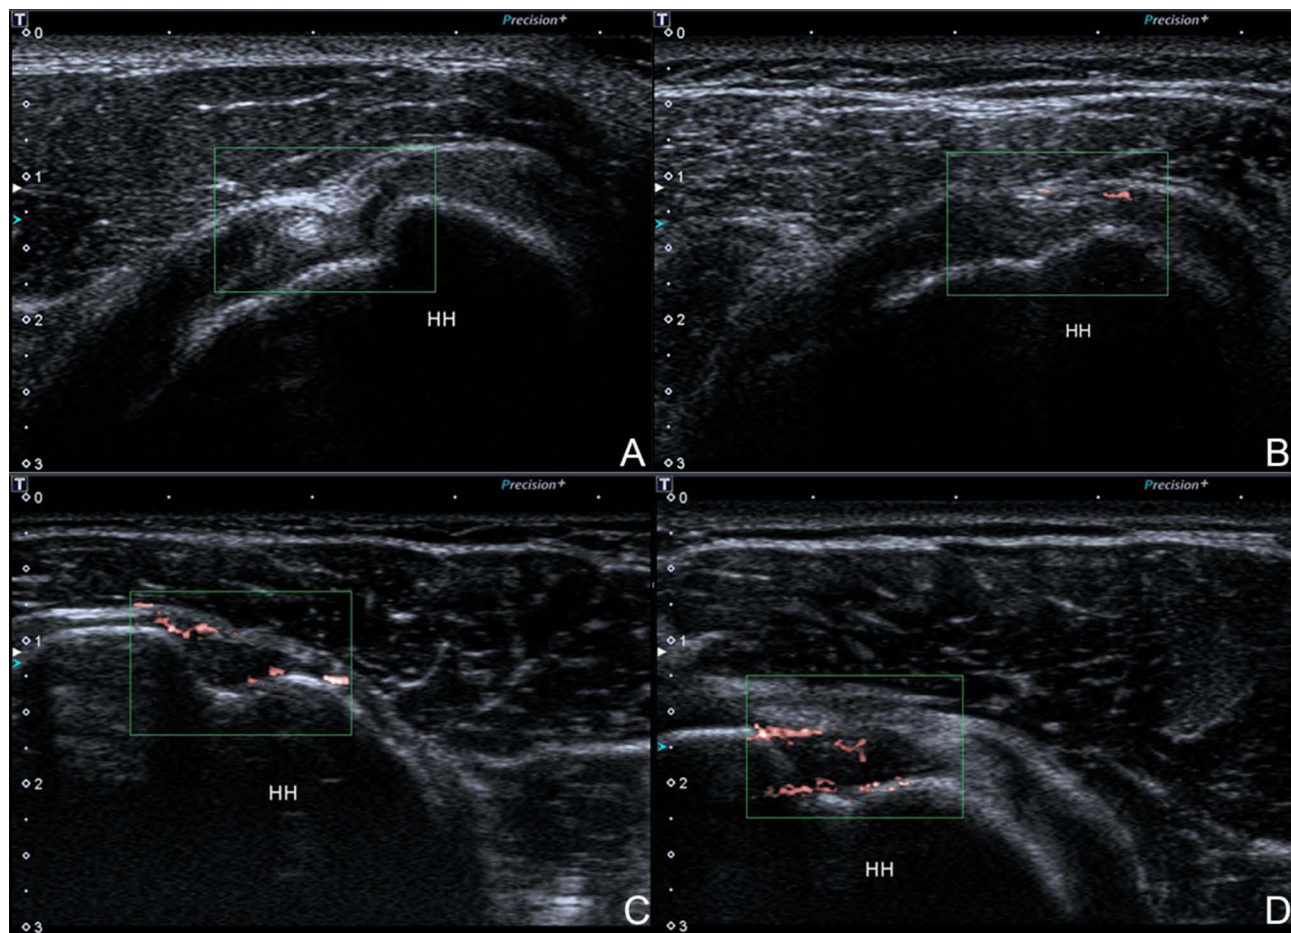 T Precision+ T Precision+
0 0
1 1
2 2
HH HH
3 A 3 B
T Precision+ T Precision+
0 0
1 1
2 2
HH HH
3 C 3 D